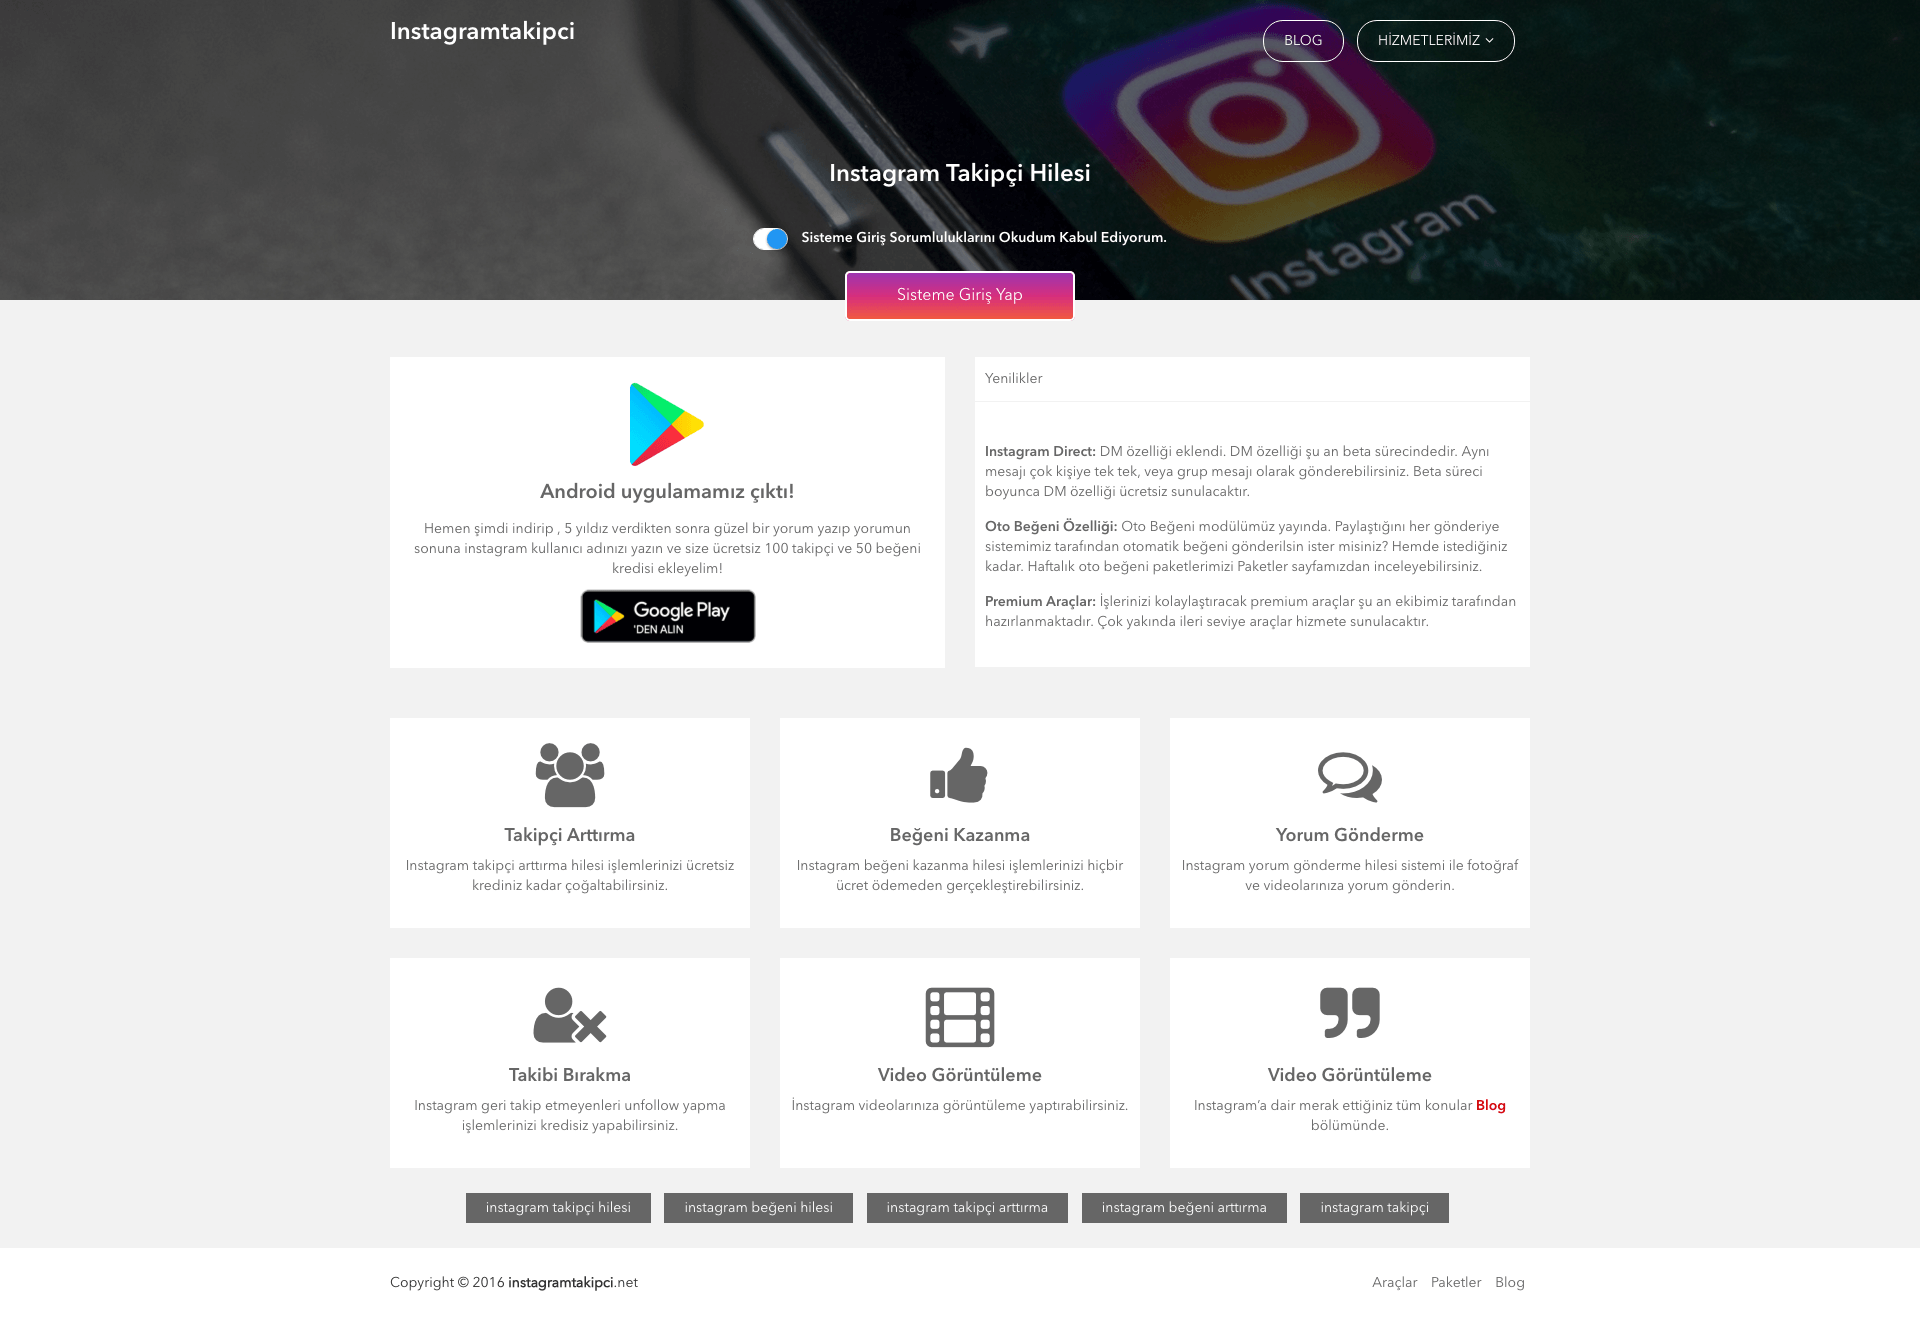 Instagramtakipci
BLOG
HİZMETLERİMİZ
Instagram Takipçi Hilesi
Sisteme Giriş Sorumluluklarını Okudum Kabul Ediyorum.
Instagram
Sisteme Giriş Yap
Android uygulamamız çıktı!
Hemen şimdi indirip , 5 yıldız verdikten sonra güzel bir yorum yazıp yorumun
sonuna instagram kullanıcı adınızı yazın ve size ücretsiz 100 takipçi ve 50 beğeni
kredisi ekleyelim!
Google Play
'DEN ALIN
Yenilikler
Instagram Direct: DM özelliği eklendi. DM özelliği şu an beta sürecindedir. Aynı
mesajı çok kişiye tek tek, veya grup mesajı olarak gönderebilirsiniz. Beta süreci
boyunca DM özelliği ücretsiz sunulacaktır.
Oto Beğeni Özelliği: Oto Beğeni modülümüz yayında. Paylaştığını her gönderiye
sistemimiz tarafından otomatik beğeni gönderilsin ister misiniz? Hemde istediğiniz
kadar. Haftalık oto beğeni paketlerimizi Paketler sayfamızdan inceleyebilirsiniz.
Premium Araçlar: İşlerinizi kolaylaştıracak premium araçlar şu an ekibimiz tarafından
hazırlanmaktadır. Çok yakında ileri seviye araçlar hizmete sunulacaktır.
Takipçi Arttırma
Instagram takipçi arttırma hilesi işlemlerinizi ücretsiz
krediniz kadar çoğaltabilirsiniz.
Beğeni Kazanma
Instagram beğeni kazanma hilesi işlemlerinizi hiçbir
ücret ödemeden gerçekleştirebilirsiniz.
Yorum Gönderme
Instagram yorum gönderme hilesi sistemi ile fotoğraf
ve videolarınıza yorum gönderin.
Takibi Bırakma
Instagram geri takip etmeyenleri unfollow yapma
işlemlerinizi kredisiz yapabilirsiniz.
Video Görüntüleme
İnstagram videolarınıza görüntüleme yaptırabilirsiniz.
Video Görüntüleme
Instagram’a dair merak ettiğiniz tüm konular Blog
bölümünde.
instagram takipçi hilesi
instagram beğeni hilesi
instagram takipçi arttırma
instagram beğeni arttırma
instagram takipçi
Copyright © 2016 instagramtakipci.net
Araçlar
Paketler
Blog